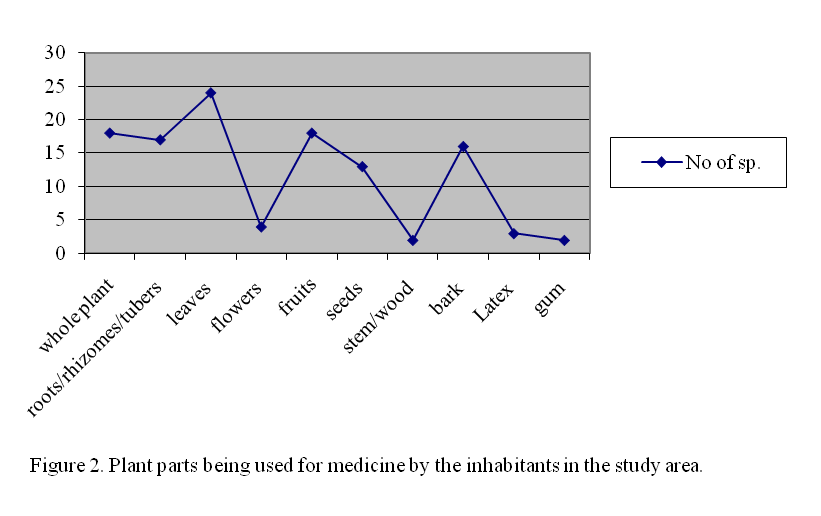 30
25
20
15
10
5
0
No of sp.
whole plant
roots/rhizomes/tubers
leaves
flowers
fruits
seeds
stem/wood
bark
Latex
gum
Figure 2. Plant parts being used for medicine by the inhabitants in the study area.